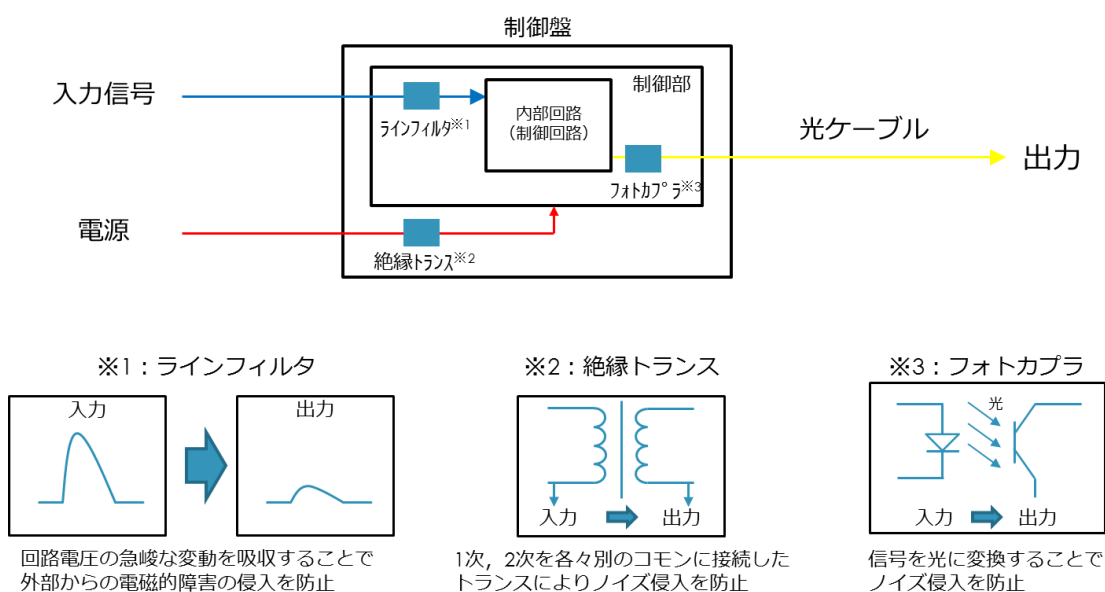 制御盤
入力信号
制御部
内部回路
(制御回路)
ﾗｲﾝﾌｨﾙﾀ※1
光ケーブル
出力
ﾌｫﾄｶﾌﾟﾗ※3
電源
絶縁ﾄﾗﾝｽ※2
※1：ラインフィルタ
入力
出力
回路電圧の急峻な変動を吸収することで
外部からの電磁的障害の侵入を防止
※2：絶縁トランス
入力
出力
1次，2次を各々別のコモンに接続した
トランスによりノイズ侵入を防止
※3：フォトカプラ
光
入力
出力
信号を光に変換することで
ノイズ侵入を防止